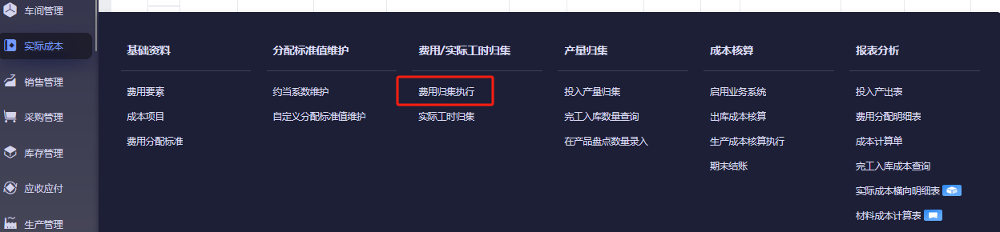 车间管理
实际成本
销售管理
采购管理
库存管理
应收应付
生产管理
基础资料
费用要素
成本项目
费用分配标准
分配标准值维护
约当系数维护
自定义分配标准值维护
费用/实际工时归集
费用归集执行
实际工时归集
产量归集
投入产量归集
完工入库数量查询
在产品盘点数量录入
成本核算
启用业务系统
出库成本核算
生产成本核算执行
期末结账
报表分析
投入产出表
费用分配明细表
成本计算单
完工入库成本查询
实际成本横向明细表
材料成本计算表